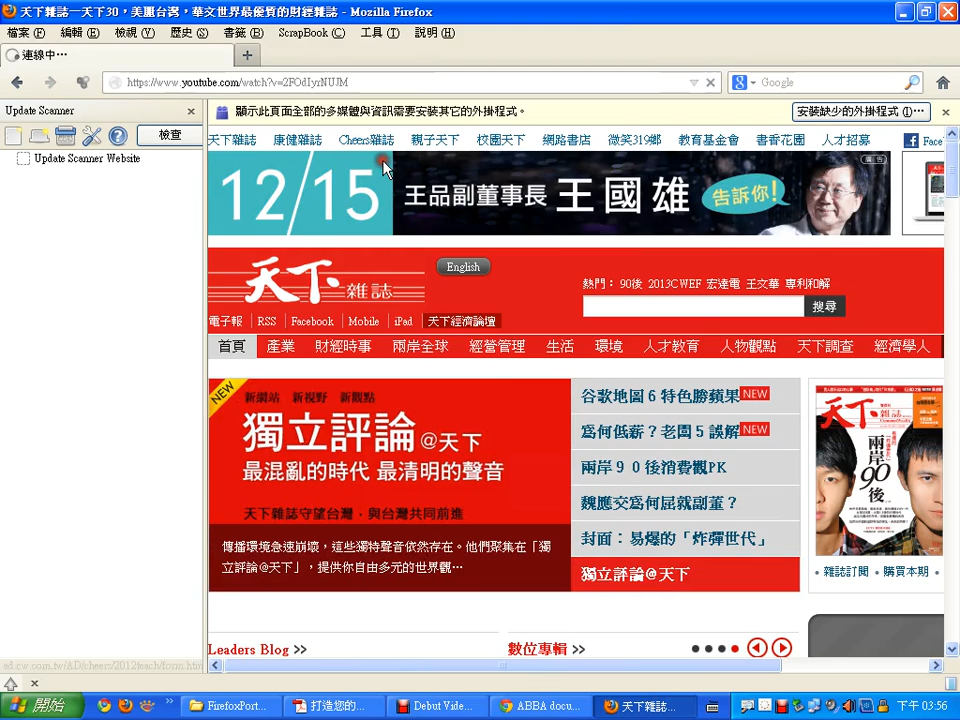 天下雜誌—天下30，美麗台灣，華文世界最優質的財經雜誌 - Mozilla Firefox
檔案(F) 編輯(E) 檢視(V) 歷史(S) 書籤(B) ScrapBook(C) 工具(T) 說明(H)
連線中…
https://www.youtube.com/watch?v=2FOdIyrNUJM
Google
Update Scanner
檢查
Update Scanner Website
顯示此頁面全部的多媒體與資訊需要安裝其它的外掛程式。
安裝缺少的外掛程式(I)…
天下雜誌 康健雜誌 Cheers雜誌 親子天下 校園天下 網路書店 微笑319鄉 教育基金會 書香花園 人才招募 Face
12/15
王品副董事長 王國雄 告訴你!
廣告
天下雜誌
English
熱門： 90後 2013CWEF 宏達電 王文華 專利和解
搜尋
電子報 RSS Facebook Mobile iPad 天下經濟論壇
首頁 產業 財經時事 兩岸全球 經營管理 生活 環境 人才教育 人物觀點 天下調查 經濟學人
NEW
新網站 新視野 新觀點
獨立評論@天下
最混亂的時代 最清明的聲音
天下雜誌守望台灣，與台灣共同前進
傳播環境急速崩壞，這些獨特聲音依然存在。他們聚集在「獨
立評論@天下」，提供你自由多元的世界觀…
谷歌地圖 6 特色勝蘋果 NEW
為何低薪？老闆 5 誤解 NEW
兩岸９０後消費觀PK
魏應交為何屈就副董？
封面：易爆的「炸彈世代」
獨立評論@天下
天下雜誌
兩岸90後
雜誌訂閱 • 購買本期 •
Leaders Blog >>
數位專輯 >>
ad.cw.com.tw/AD/cheers/2012teach/form.htm
開始
FirefoxPort...
打造您的...
Debut Vide...
ABBA docu...
天下雜誌...
下午 03:56